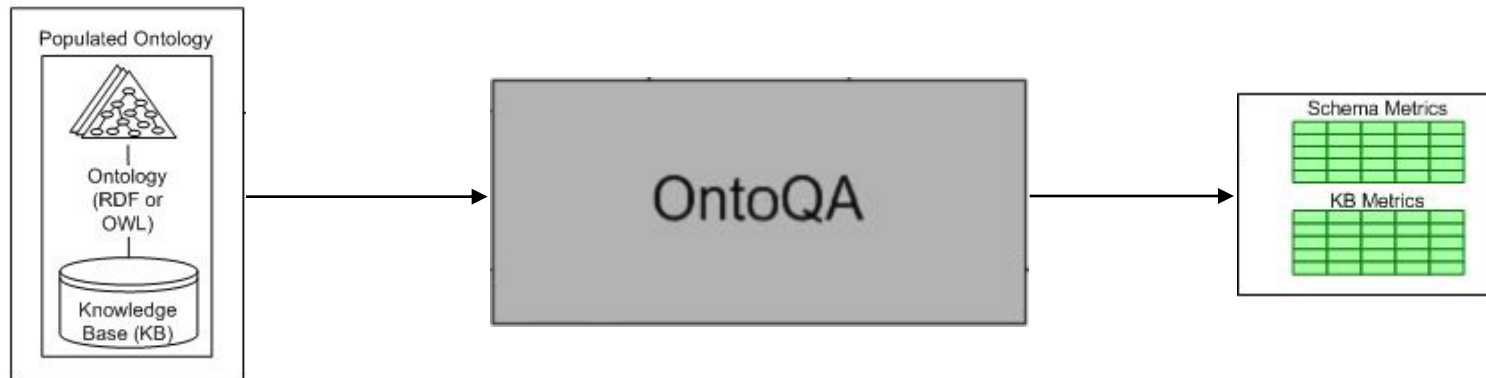 Populated Ontology
Ontology
(RDF or
OWL)
Knowledge
Base (KB)
OntoQA
Schema Metrics
KB Metrics